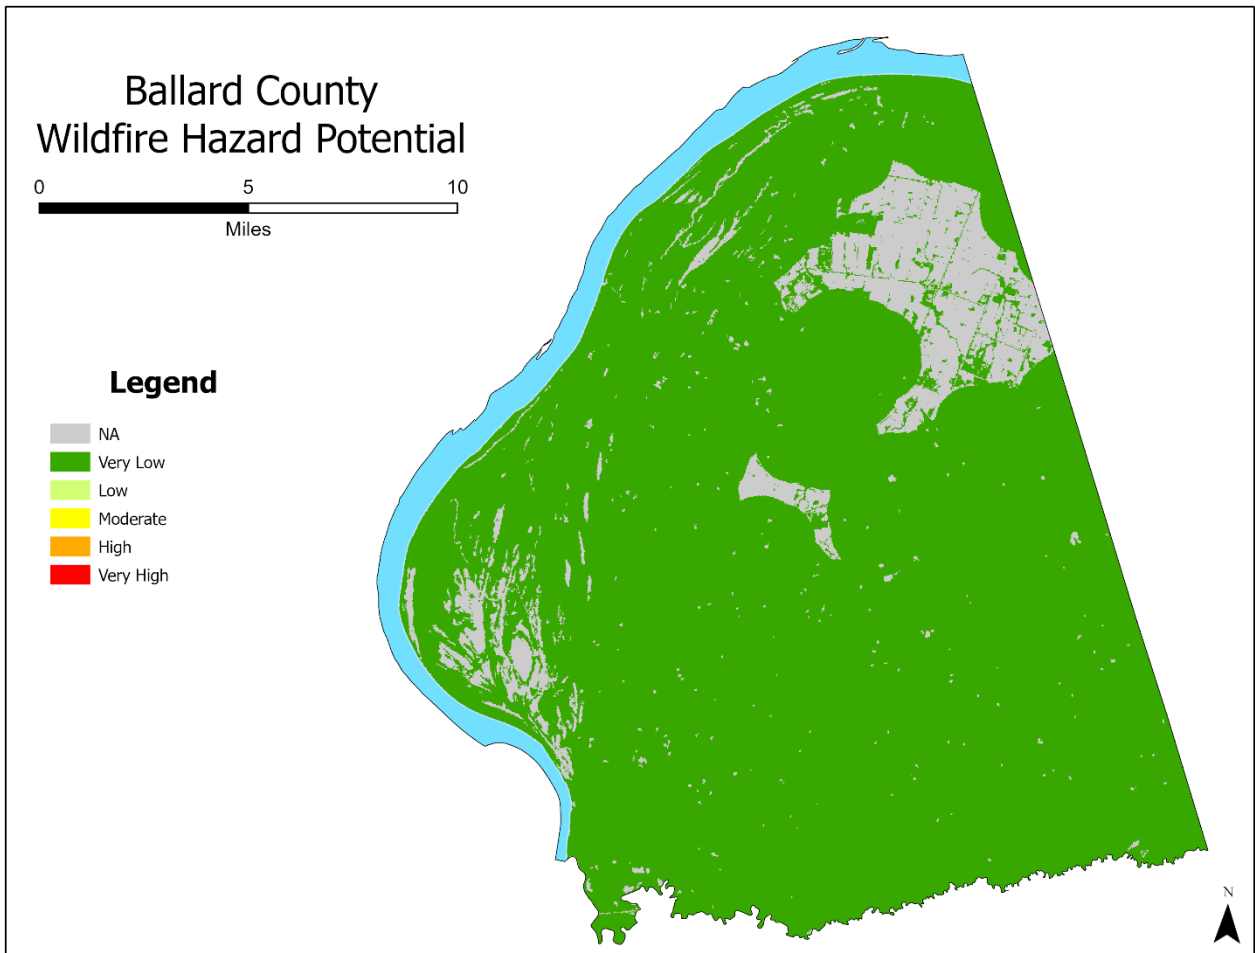 Ballard County
Wildfire Hazard Potential
0 5 10
Miles
Legend
NA
Very Low
Low
Moderate
High
Very High
N